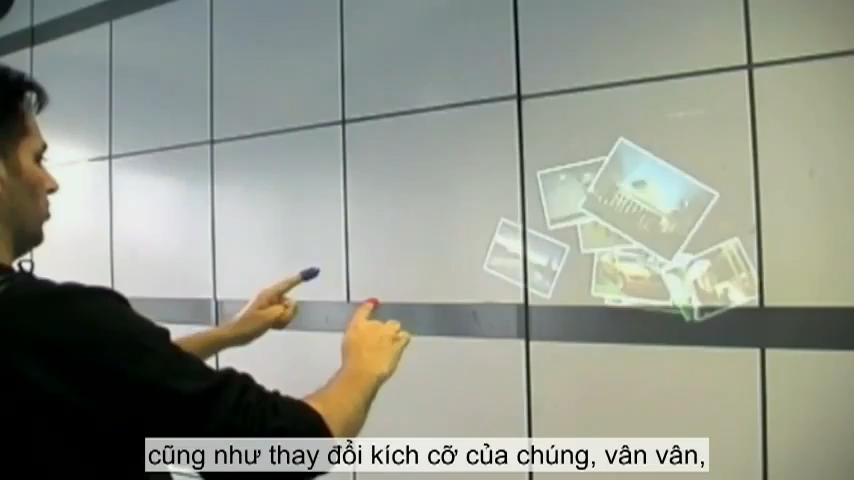 cũng như thay đổi kích cỡ của chúng, vân vân,